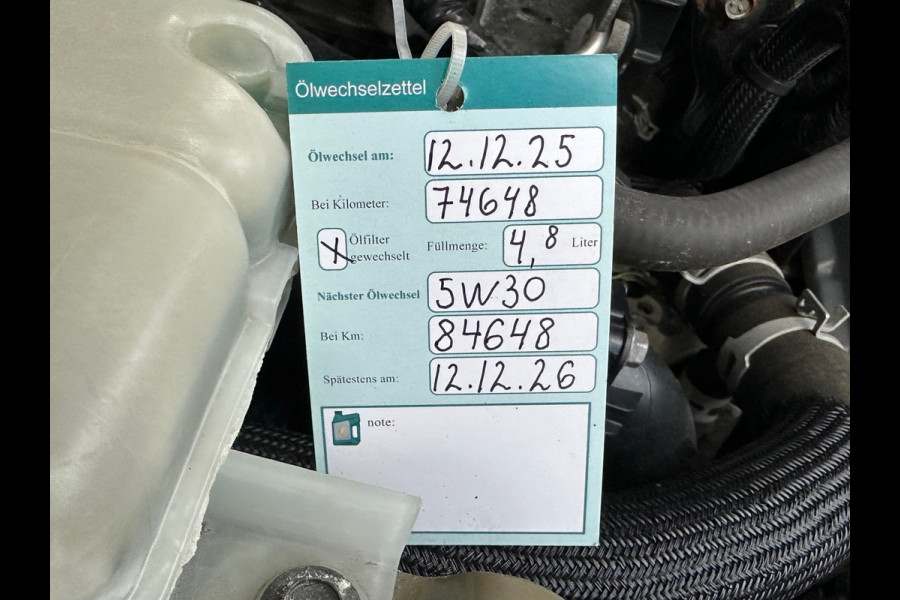 Ölwechselzettel
Ölwechsel am: 12.12.25
Bei Kilometer: 74648
X Ölfilter gewechselt Füllmenge: 4,8 Liter
Nächster Ölwechsel 5W30
Bei Km: 84648
Spätestens am: 12.12.26
note: